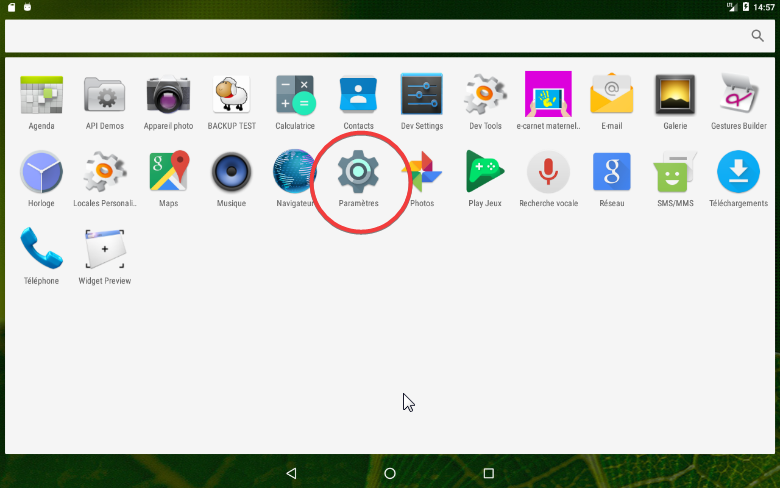 14:57
Agenda
API Demos
Appareil photo
BACKUP TEST
Calculatrice
Contacts
Dev Settings
Dev Tools
e-carnet maternel..
E-mail
Galerie
Gestures Builder
Horloge
Locales Personali..
Maps
Musique
Navigateur
Paramètres
Photos
Play Jeux
Recherche vocale
Réseau
SMS/MMS
Téléchargements
Téléphone
Widget Preview